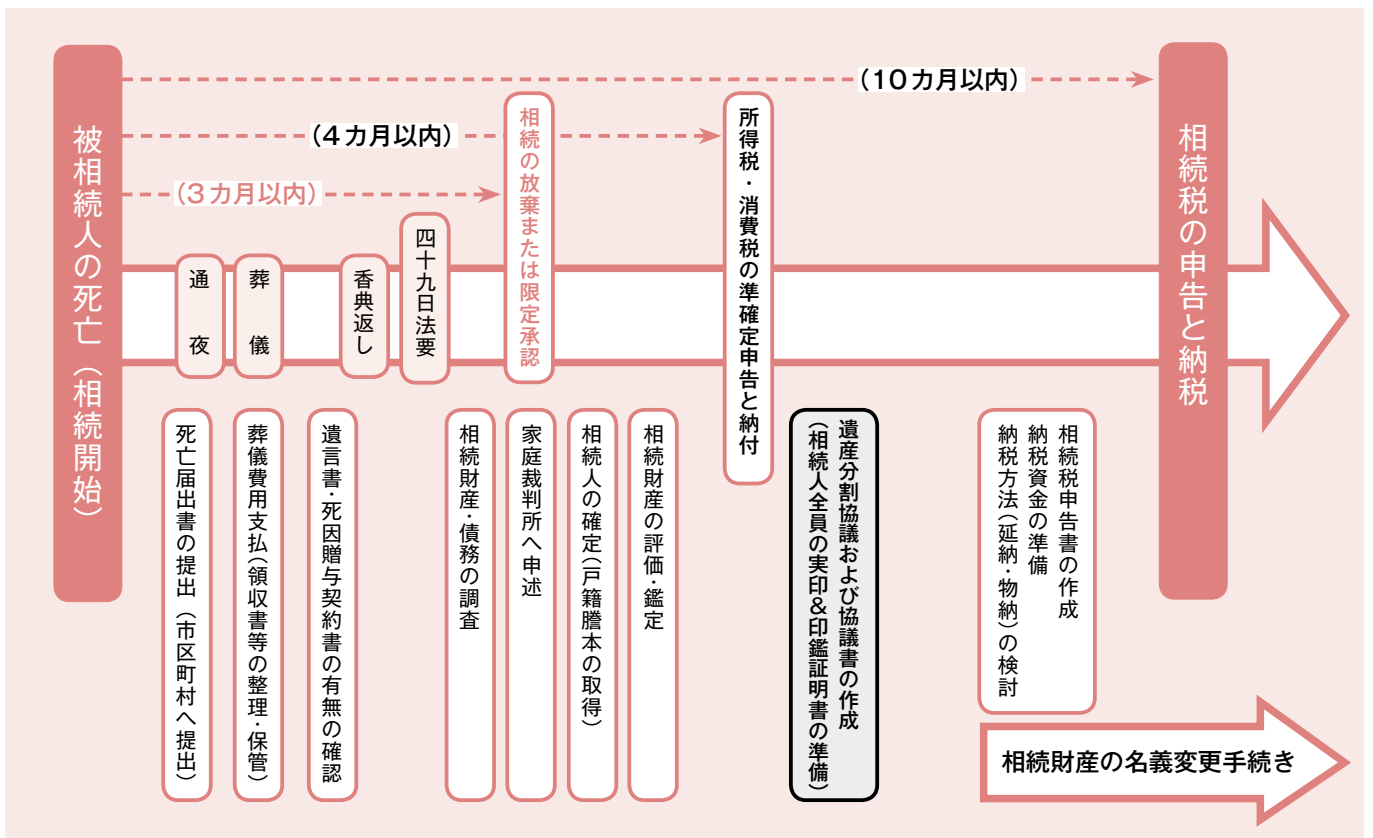 被相続人の死亡（相続開始）
(10カ月以内)
(4カ月以内)
(3カ月以内)
通夜
葬儀
香典返し
四十九日法要
相続の放棄または限定承認
所得税・消費税の準確定申告と納付
相続税の申告と納税
死亡届出書の提出（市区町村へ提出）
葬儀費用支払(領収書等の整理・保管)
遺言書・死因贈与契約書の有無の確認
相続財産・債務の調査
家庭裁判所へ申述
相続人の確定(戸籍謄本の取得)
相続財産の評価・鑑定
遺産分割協議および協議書の作成
(相続人全員の実印&印鑑証明書の準備)
相続税申告書の作成
納税資金の準備
納税方法(延納・物納)の検討
相続財産の名義変更手続き